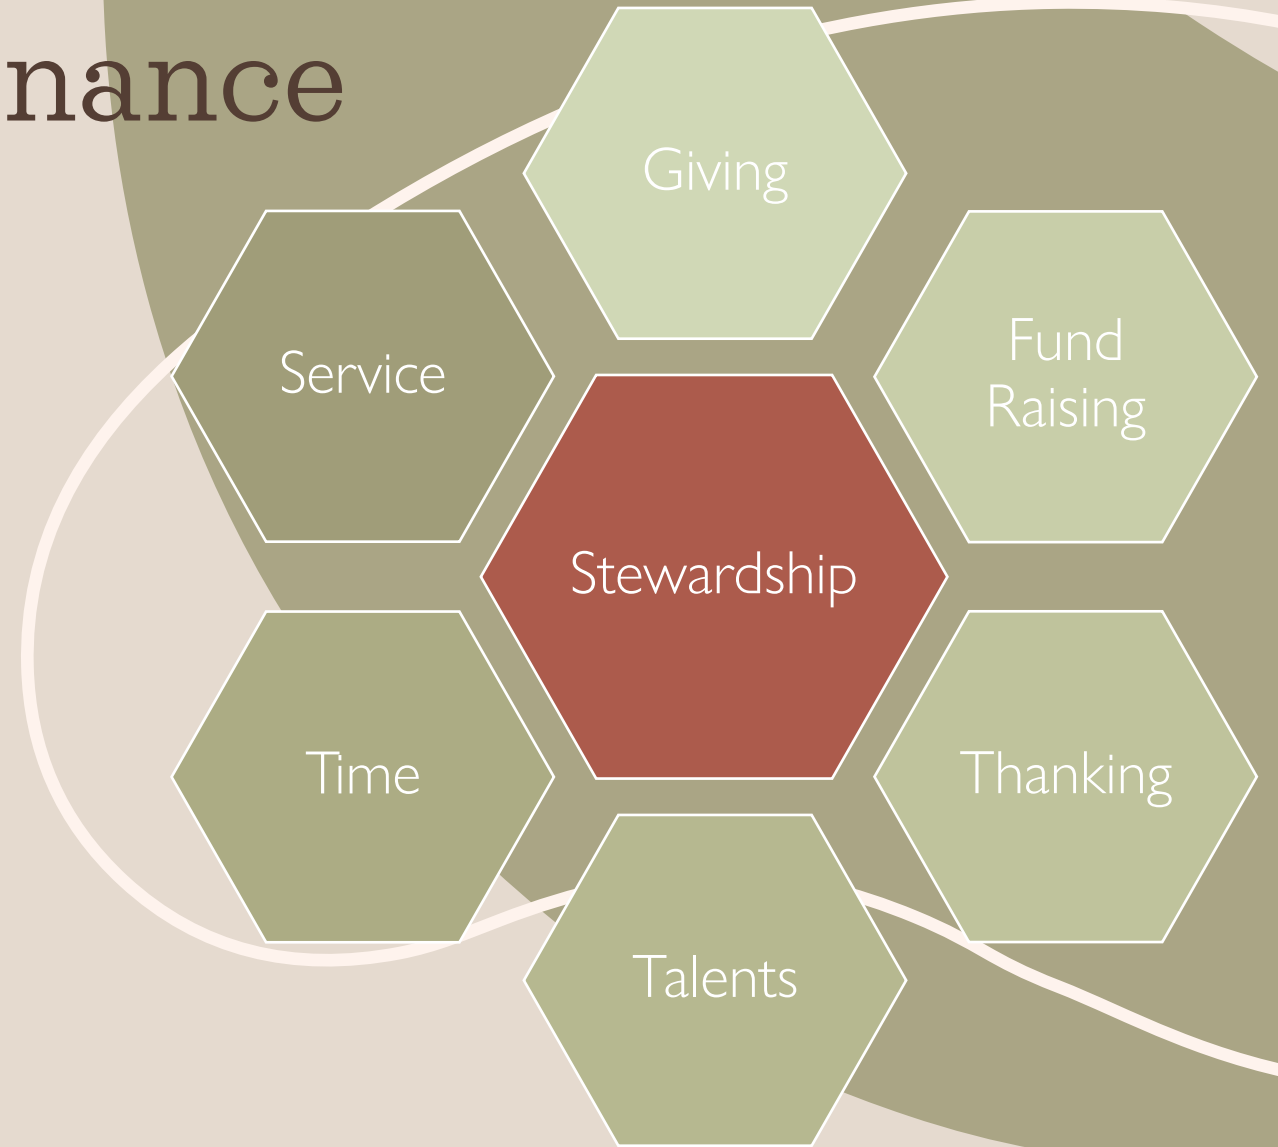 nance
Giving
Service
Fund
Raising
Stewardship
Time
Thanking
Talents